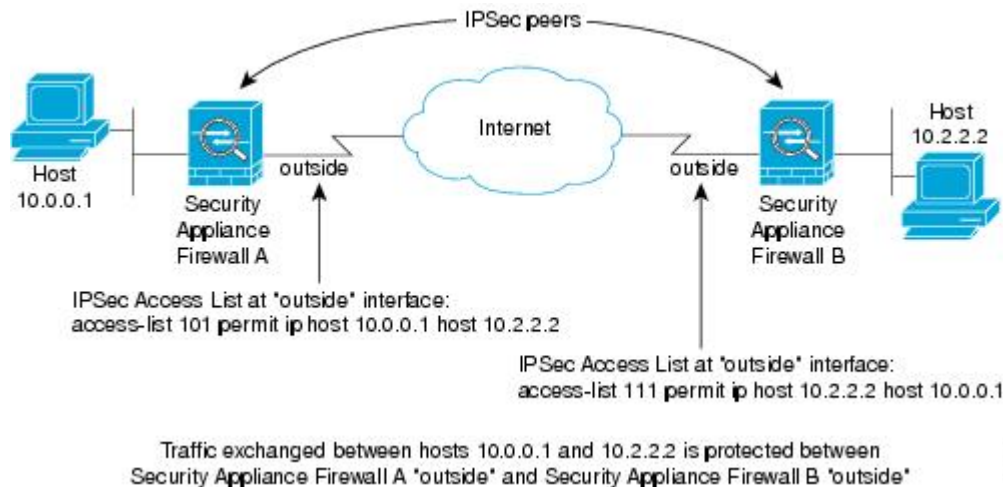 IPSec peers
Host
10.0.0.1
Security
Appliance
Firewall A
outside
Internet
outside
Security
Appliance
Firewall B
Host
10.2.2.2
IPSec Access List at "outside" interface:
access-list 101 permit ip host 10.0.0.1 host 10.2.2.2
IPSec Access List at "outside" interface:
access-list 111 permit ip host 10.2.2.2 host 10.0.0.1
Traffic exchanged between hosts 10.0.0.1 and 10.2.2.2 is protected between
Security Appliance Firewall A "outside" and Security Appliance Firewall B "outside"